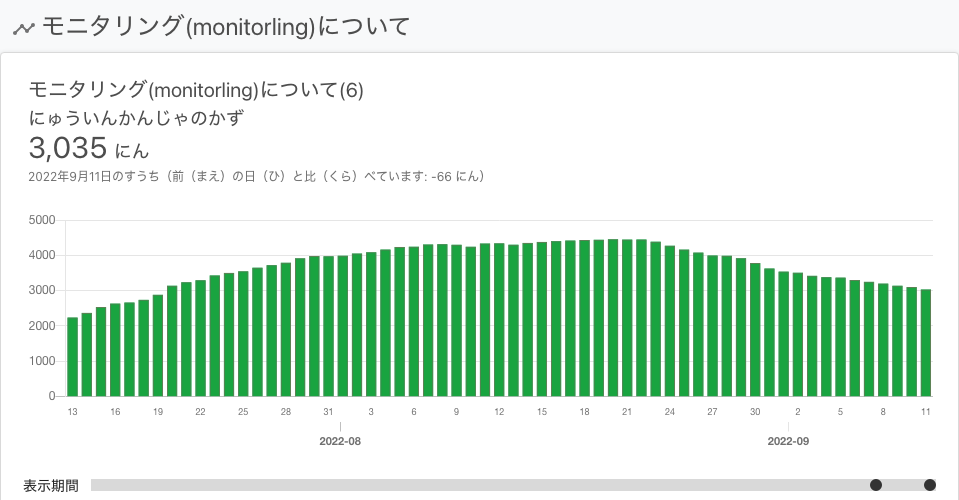 モニタリング(monitorling)について
モニタリング(monitorling)について(6)
にゅういんかんじゃのかず
3,035 にん
2022年9月11日のすうち（前（まえ）の日（ひ）と比（くら）べています: -66 にん）
5000
4000
3000
2000
1000
0
13 16 19 22 25 28 31 3 6 9 12 15 18 21 24 27 30 2 5 8 11
2022-08 2022-09
表示期間